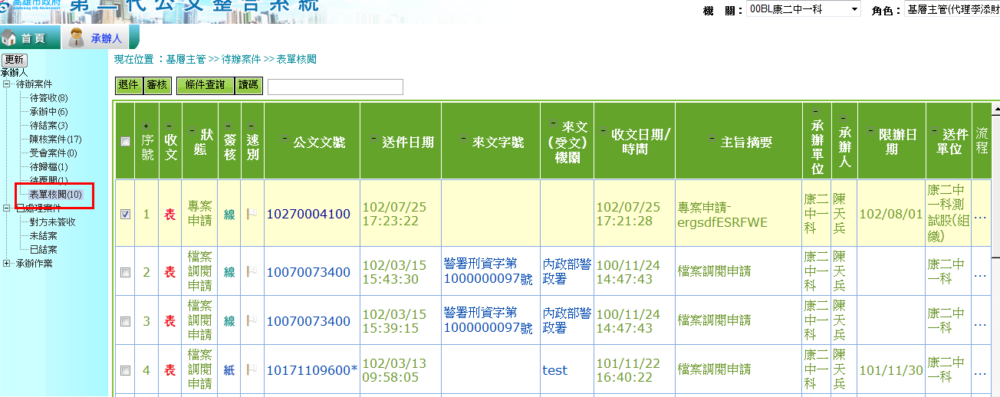 高雄市政府
Kaohsiung City Government
第二代公文整合系統
機 關： 00BL康二中一科 角色： 基層主管(代理李添財
首頁 承辦人
更新
承辦人
待辦案件
待簽收(8)
承辦中(6)
待結案(3)
陳核案件(17)
受會案件(0)
待歸檔(1)
表單核閱(10)
已處理案件
對方未簽收
未結案
已結案
承辦作業
現在位置 ：基層主管 >> 待辦案件 >> 表單核閱
退件 審核 條件查詢 讀碼
序號 收文 狀態 簽核 速別 公文文號 送件日期 來文字號 來文(受文)機關 收文日期/時間 主旨摘要 承辦單位 承辦人 限辦日期 送件單位 流程
1 表 專案申請 線 10270004100 102/07/25 17:23:22 102/07/25 17:21:28 專案申請-ergsdfESRFWE 康二中一科 陳天兵 102/08/01 康二中一科測試股(組織) ...
2 表 檔案調閱申請 線 10070073400 102/03/15 15:43:30 警署刑資字第1000000097號 內政部警政署 100/11/24 14:47:43 檔案調閱申請 康二中一科 陳天兵 康二中一科 ...
3 表 檔案調閱申請 線 10070073400 102/03/15 15:39:15 警署刑資字第1000000097號 內政部警政署 100/11/24 14:47:43 檔案調閱申請 康二中一科 陳天兵 康二中一科 ...
4 表 檔案調閱申請 紙 10171109600* 102/03/13 09:58:05 test 101/11/22 16:40:22 檔案調閱申請 康二中一科 陳天兵 101/11/30 康二中一科 ...